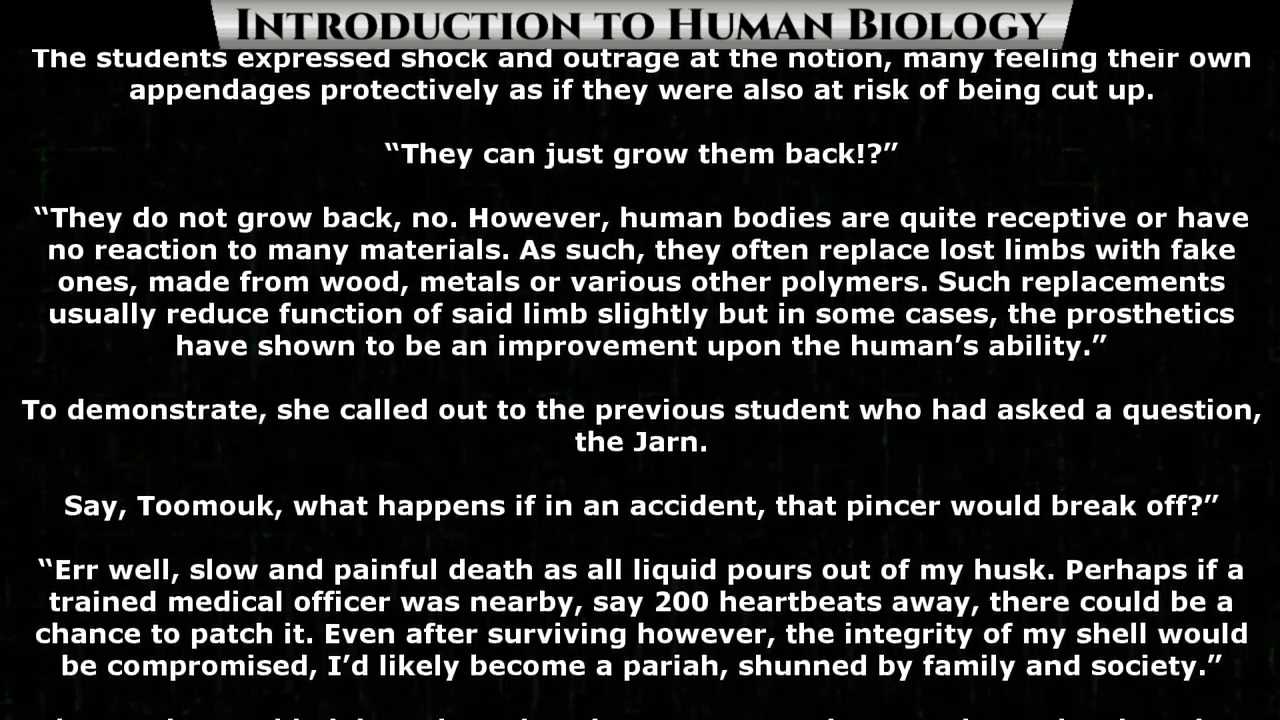 INTRODUCTION TO HUMAN BIOLOGY
The students expressed shock and outrage at the notion, many feeling their own
appendages protectively as if they were also at risk of being cut up.
“They can just grow them back!?”
“They do not grow back, no. However, human bodies are quite receptive or have
no reaction to many materials. As such, they often replace lost limbs with fake
ones, made from wood, metals or various other polymers. Such replacements
usually reduce function of said limb slightly but in some cases, the prosthetics
have shown to be an improvement upon the human’s ability.”
To demonstrate, she called out to the previous student who had asked a question,
the Jarn.
Say, Toomouk, what happens if in an accident, that pincer would break off?”
“Err well, slow and painful death as all liquid pours out of my husk. Perhaps if a
trained medical officer was nearby, say 200 heartbeats away, there could be a
chance to patch it. Even after surviving however, the integrity of my shell would
be compromised, I’d likely become a pariah, shunned by family and society.”